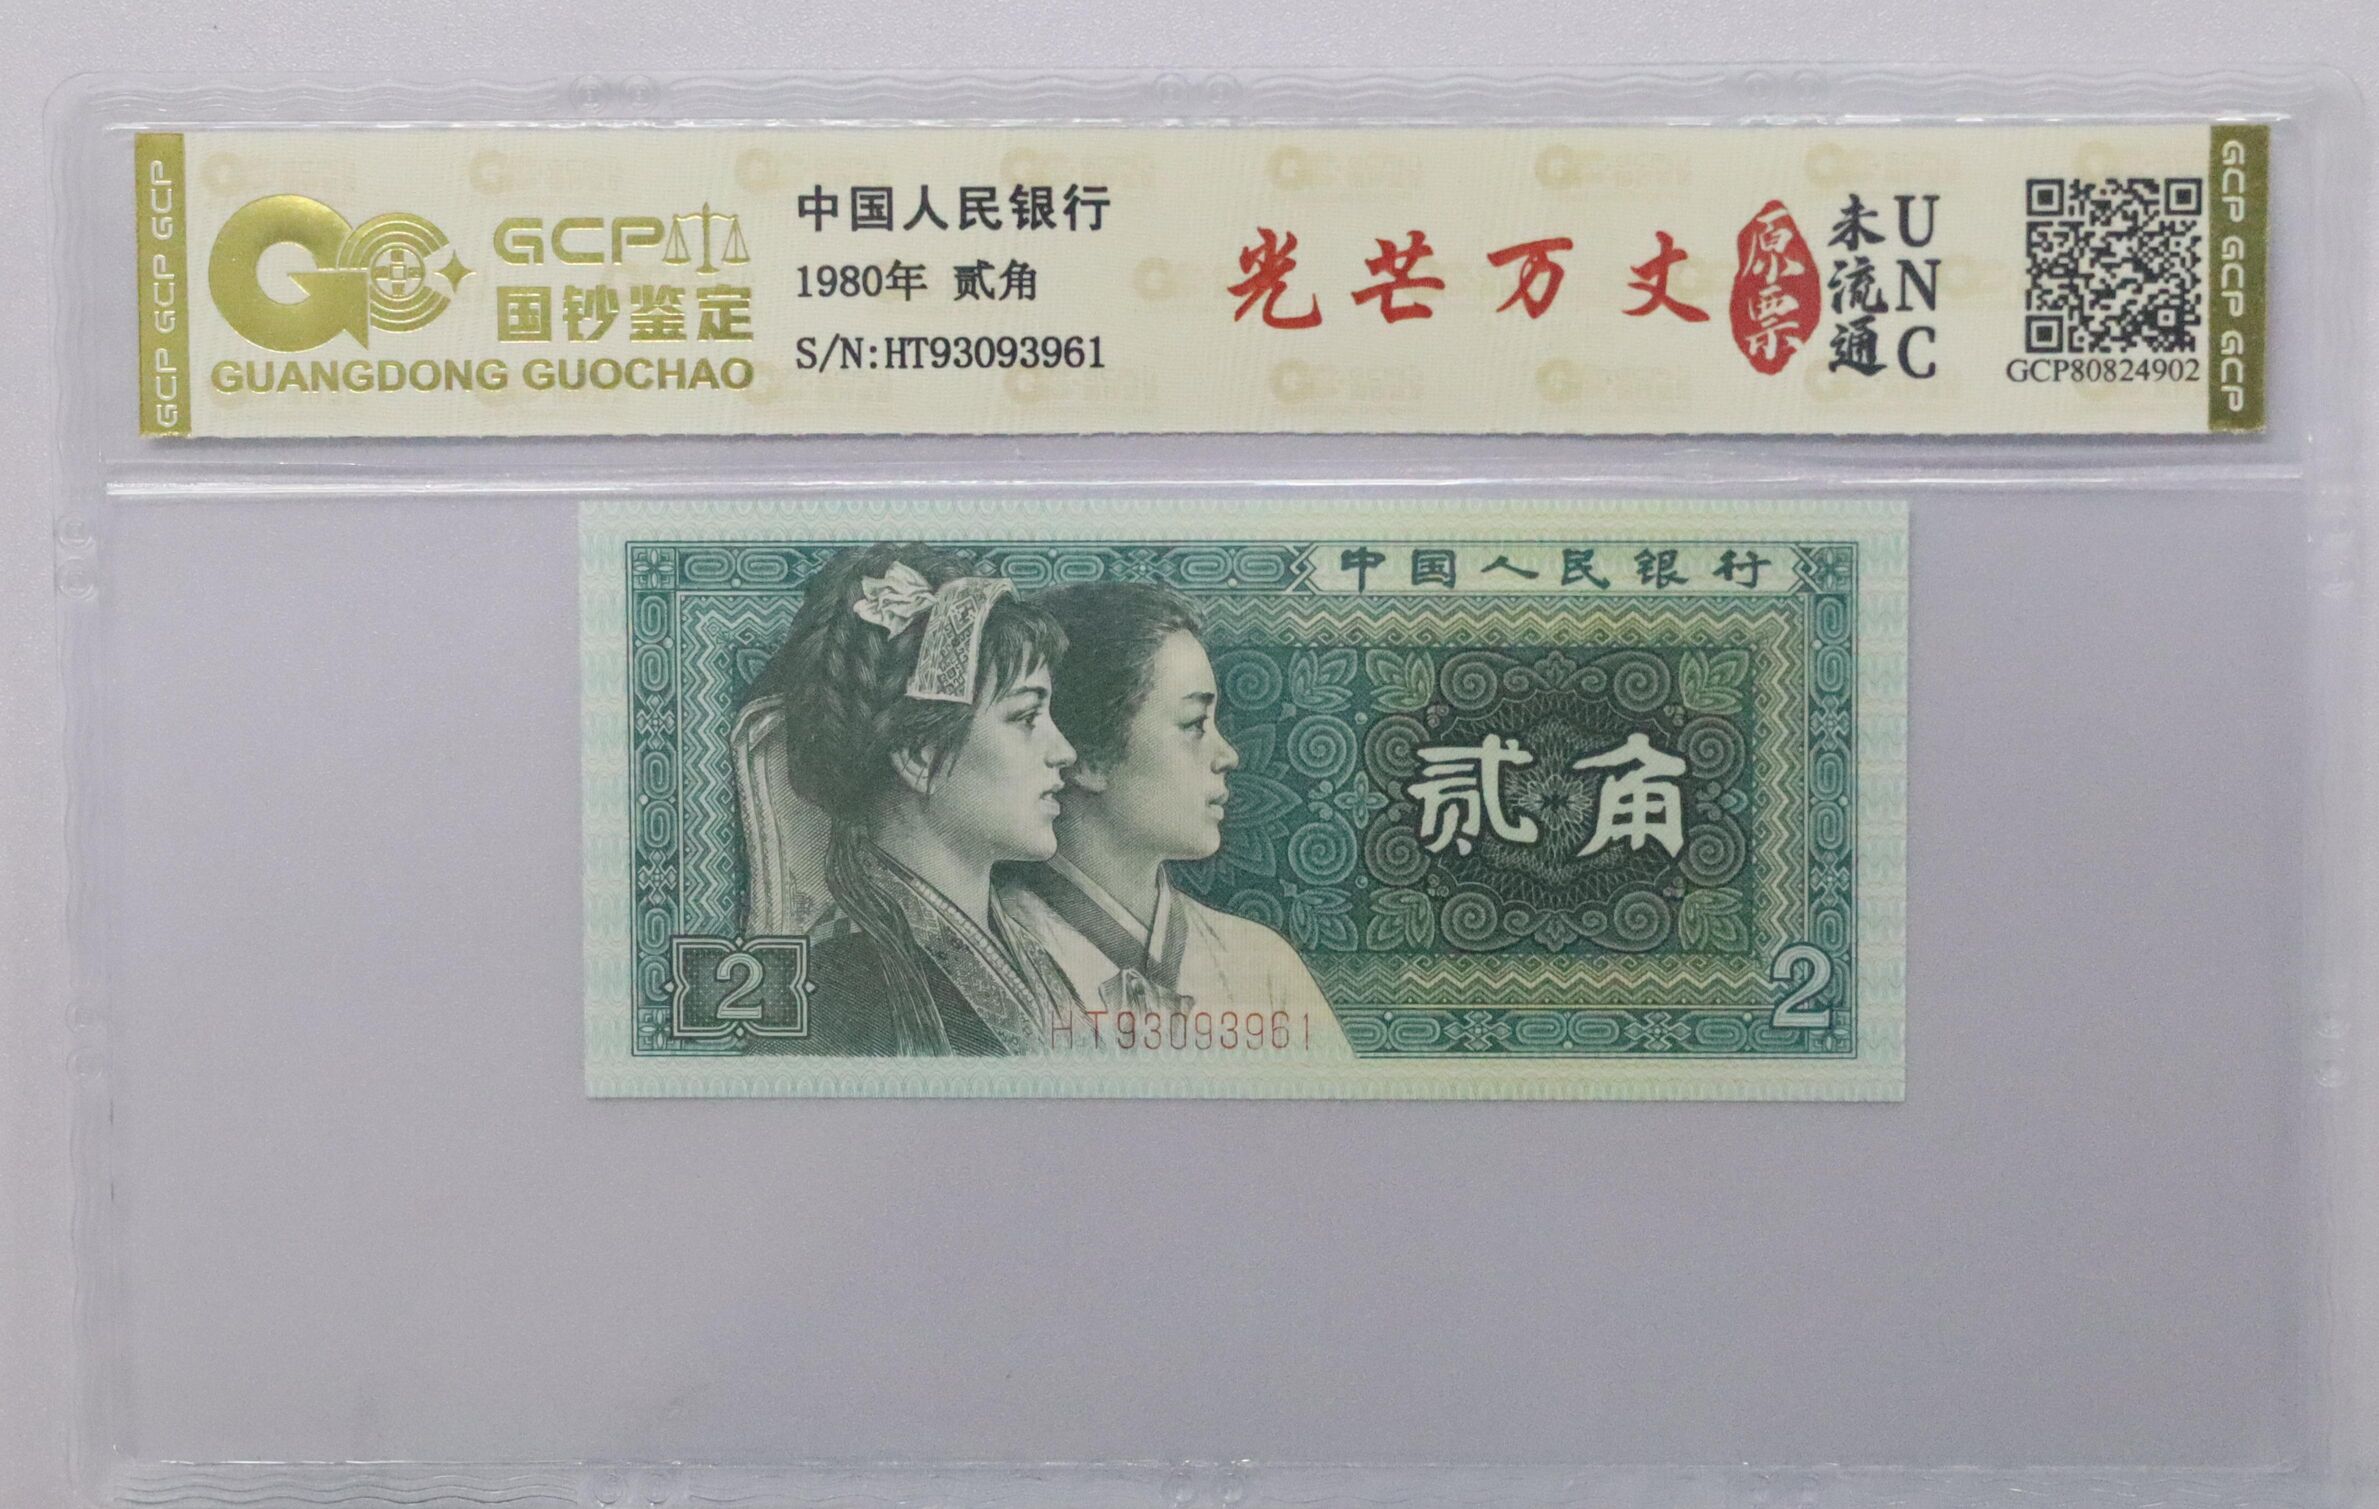 GCP GCP GCP
GCP
国钞鉴定
GUANGDONG GUOCHAO
中国人民银行
1980年 贰角
S/N:HT93093961
光芒万丈
原票
未流通
UNC
GCP80824902
GCP GCP GCP
中国人民银行
贰角
2
2
HT93093961